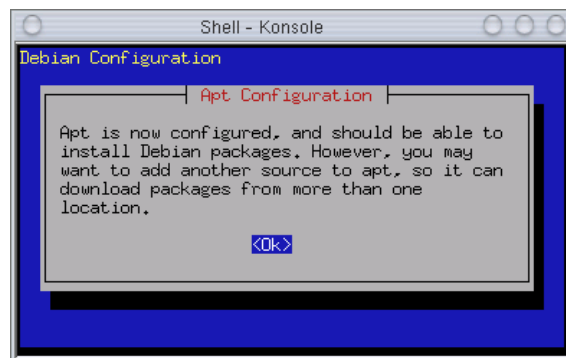 Shell - Konsole
Debian Configuration
Apt Configuration
Apt is now configured, and should be able to
install Debian packages. However, you may
want to add another source to apt, so it can
download packages from more than one
location.
<Ok>